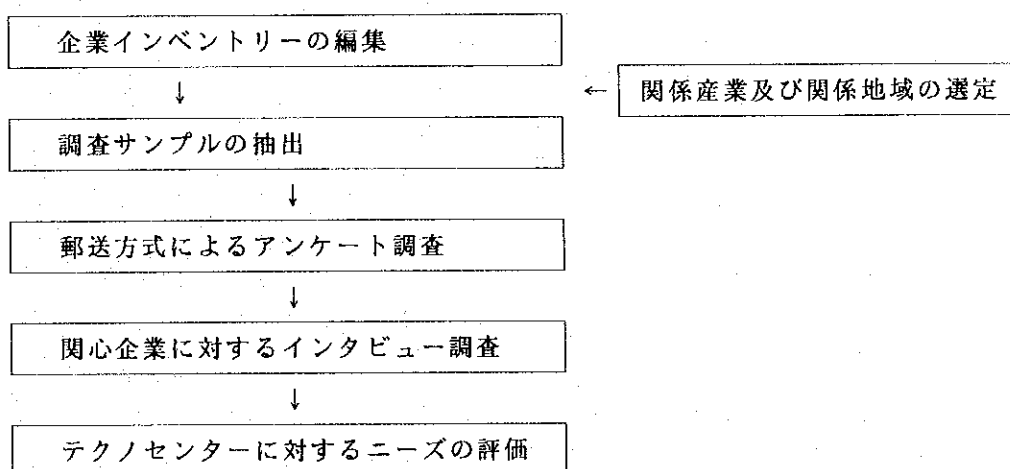 企業インベントリーの編集
↓
← 関係産業及び関係地域の選定
調査サンプルの抽出
↓
郵送方式によるアンケート調査
↓
関心企業に対するインタビュー調査
↓
テクノセンターに対するニーズの評価